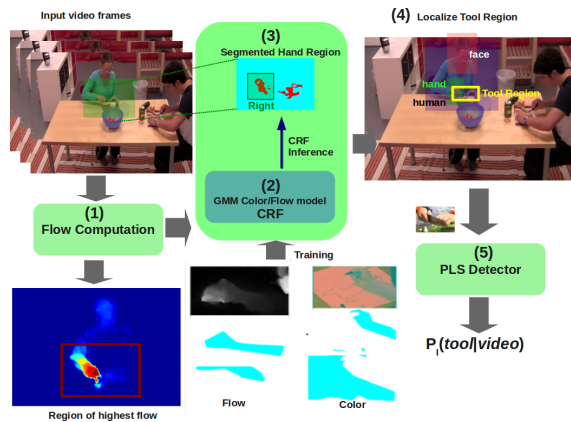 Input video frames
(1)
Flow Computation
Region of highest flow
(3)
Segmented Hand Region
Right
CRF
Inference
(2)
GMM Color/Flow model
CRF
Training
Flow
Color
(4) Localize Tool Region
face
hand
Tool Region
human
(5)
PLS Detector
P_l(tool|video)